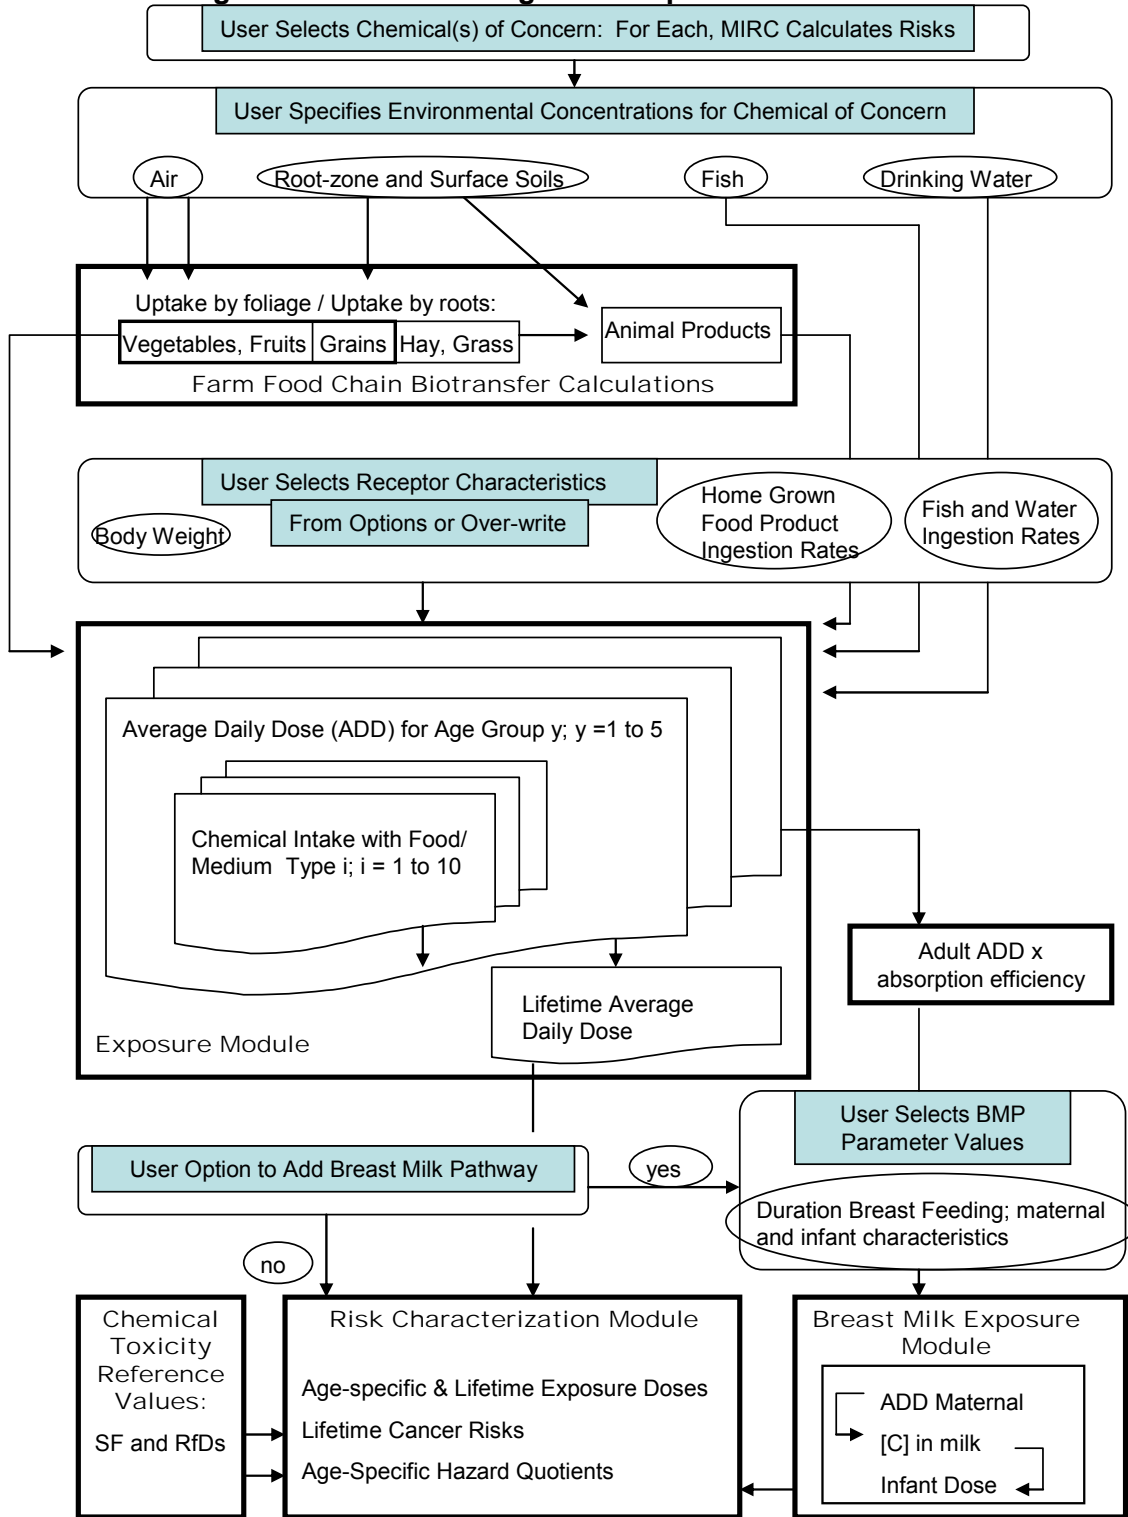 User Selects Chemical(s) of Concern: For Each, MIRC Calculates Risks
User Specifies Environmental Concentrations for Chemical of Concern
Air
Root-zone and Surface Soils
Fish
Drinking Water
Uptake by foliage / Uptake by roots:
Vegetables, Fruits
Grains
Hay, Grass
Animal Products
Farm Food Chain Biotransfer Calculations
User Selects Receptor Characteristics
From Options or Over-write
Body Weight
Home Grown
Food Product
Ingestion Rates
Fish and Water
Ingestion Rates
Average Daily Dose (ADD) for Age Group y; y =1 to 5
Chemical Intake with Food/
Medium Type i; i = 1 to 10
Lifetime Average
Daily Dose
Exposure Module
Adult ADD x
absorption efficiency
User Selects BMP
Parameter Values
Duration Breast Feeding; maternal
and infant characteristics
User Option to Add Breast Milk Pathway
yes
no
Chemical
Toxicity
Reference
Values:
SF and RfDs
Risk Characterization Module
Age-specific & Lifetime Exposure Doses
Lifetime Cancer Risks
Age-Specific Hazard Quotients
Breast Milk Exposure
Module
ADD Maternal
[C] in milk
Infant Dose